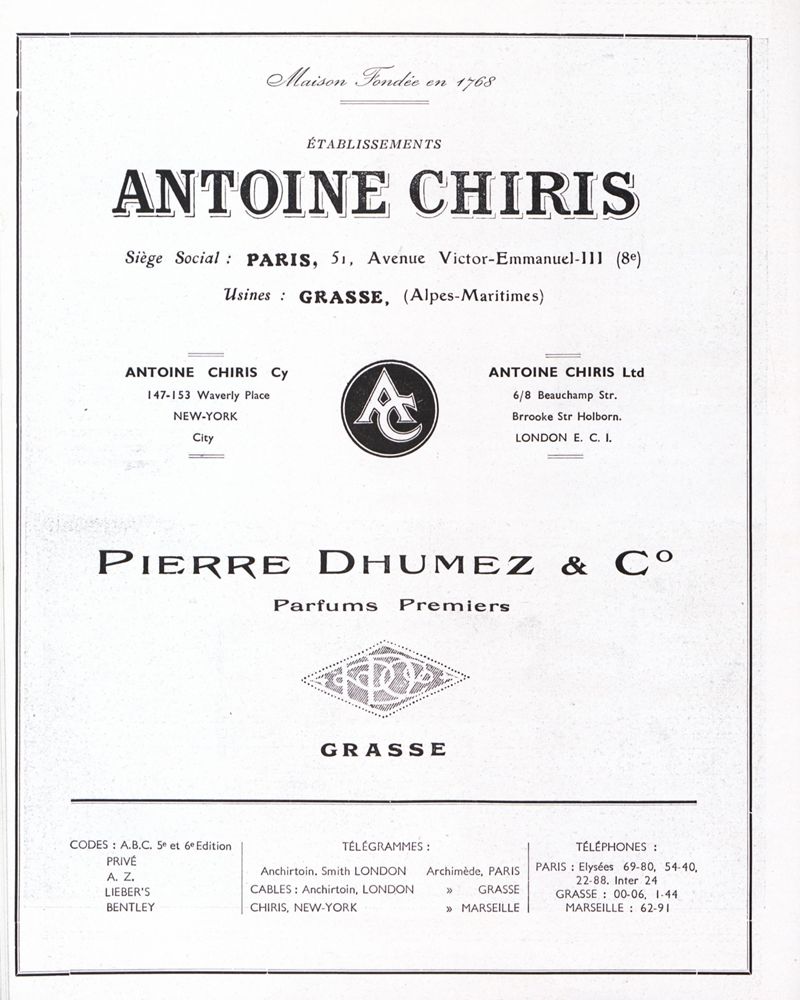 Maison Fondée en 1768
ÉTABLISSEMENTS
ANTOINE CHIRIS
Siège Social : PARIS, 51, Avenue Victor-Emmanuel-III (8e)
Usines : GRASSE, (Alpes-Maritimes)
ANTOINE CHIRIS Cy
147-153 Waverly Place
NEW-YORK
City
AC
ANTOINE CHIRIS Ltd
6/8 Beauchamp Str.
Brrooke Str Holborn.
LONDON E. C. I.
PIERRE DHUMEZ & Co
Parfums Premiers
GRASSE
CODES : A.B.C. 5e et 6e Edition
PRIVÉ
A. Z.
LIEBER'S
BENTLEY
TÉLÉGRAMMES :
Anchirtoin. Smith LONDON Archimède, PARIS
CABLES : Anchirtoin, LONDON » GRASSE
CHIRIS, NEW-YORK » MARSEILLE
TÉLÉPHONES :
PARIS : Elysées 69-80, 54-40,
22-88. Inter 24
GRASSE : 00-06, 1-44
MARSEILLE : 62-91